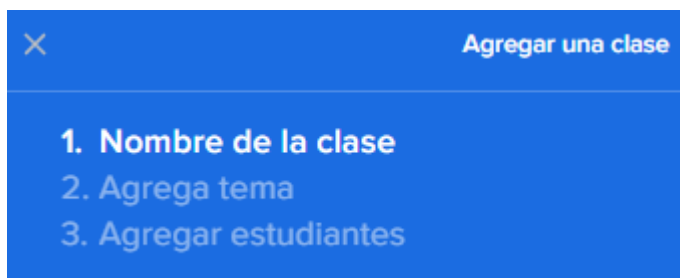 Agregar una clase
1. Nombre de la clase
2. Agrega tema
3. Agregar estudiantes